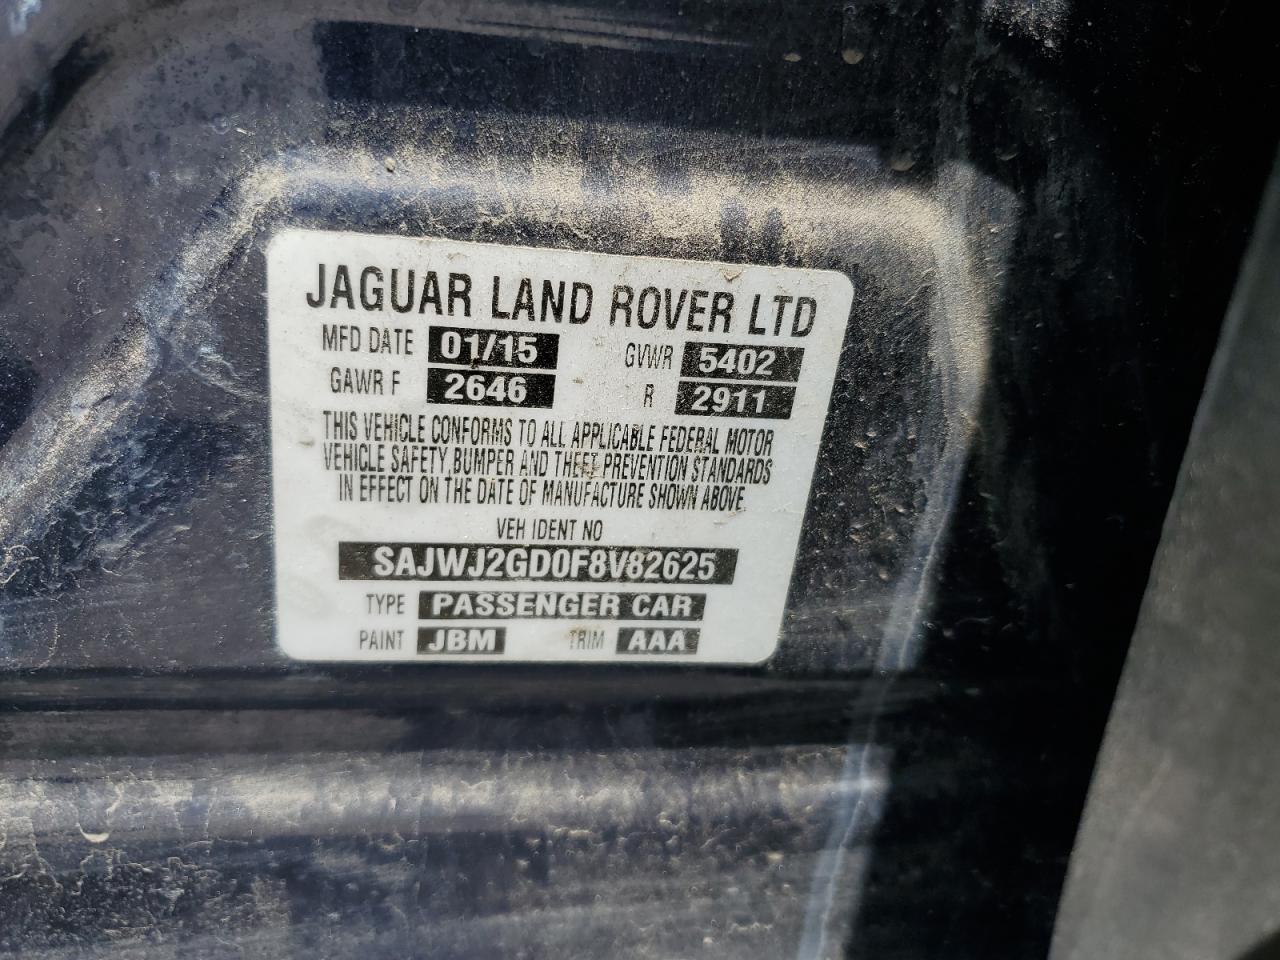 JAGUAR LAND ROVER LTD
MFD DATE 01/15 GVWR 5402
GAWR F 2646 R 2911
THIS VEHICLE CONFORMS TO ALL APPLICABLE FEDERAL MOTOR
VEHICLE SAFETY, BUMPER AND THEFT PREVENTION STANDARDS
IN EFFECT ON THE DATE OF MANUFACTURE SHOWN ABOVE.
VEH IDENT NO
SAJWJ2GD0F8V82625
TYPE PASSENGER CAR
PAINT JBM TRIM AAA